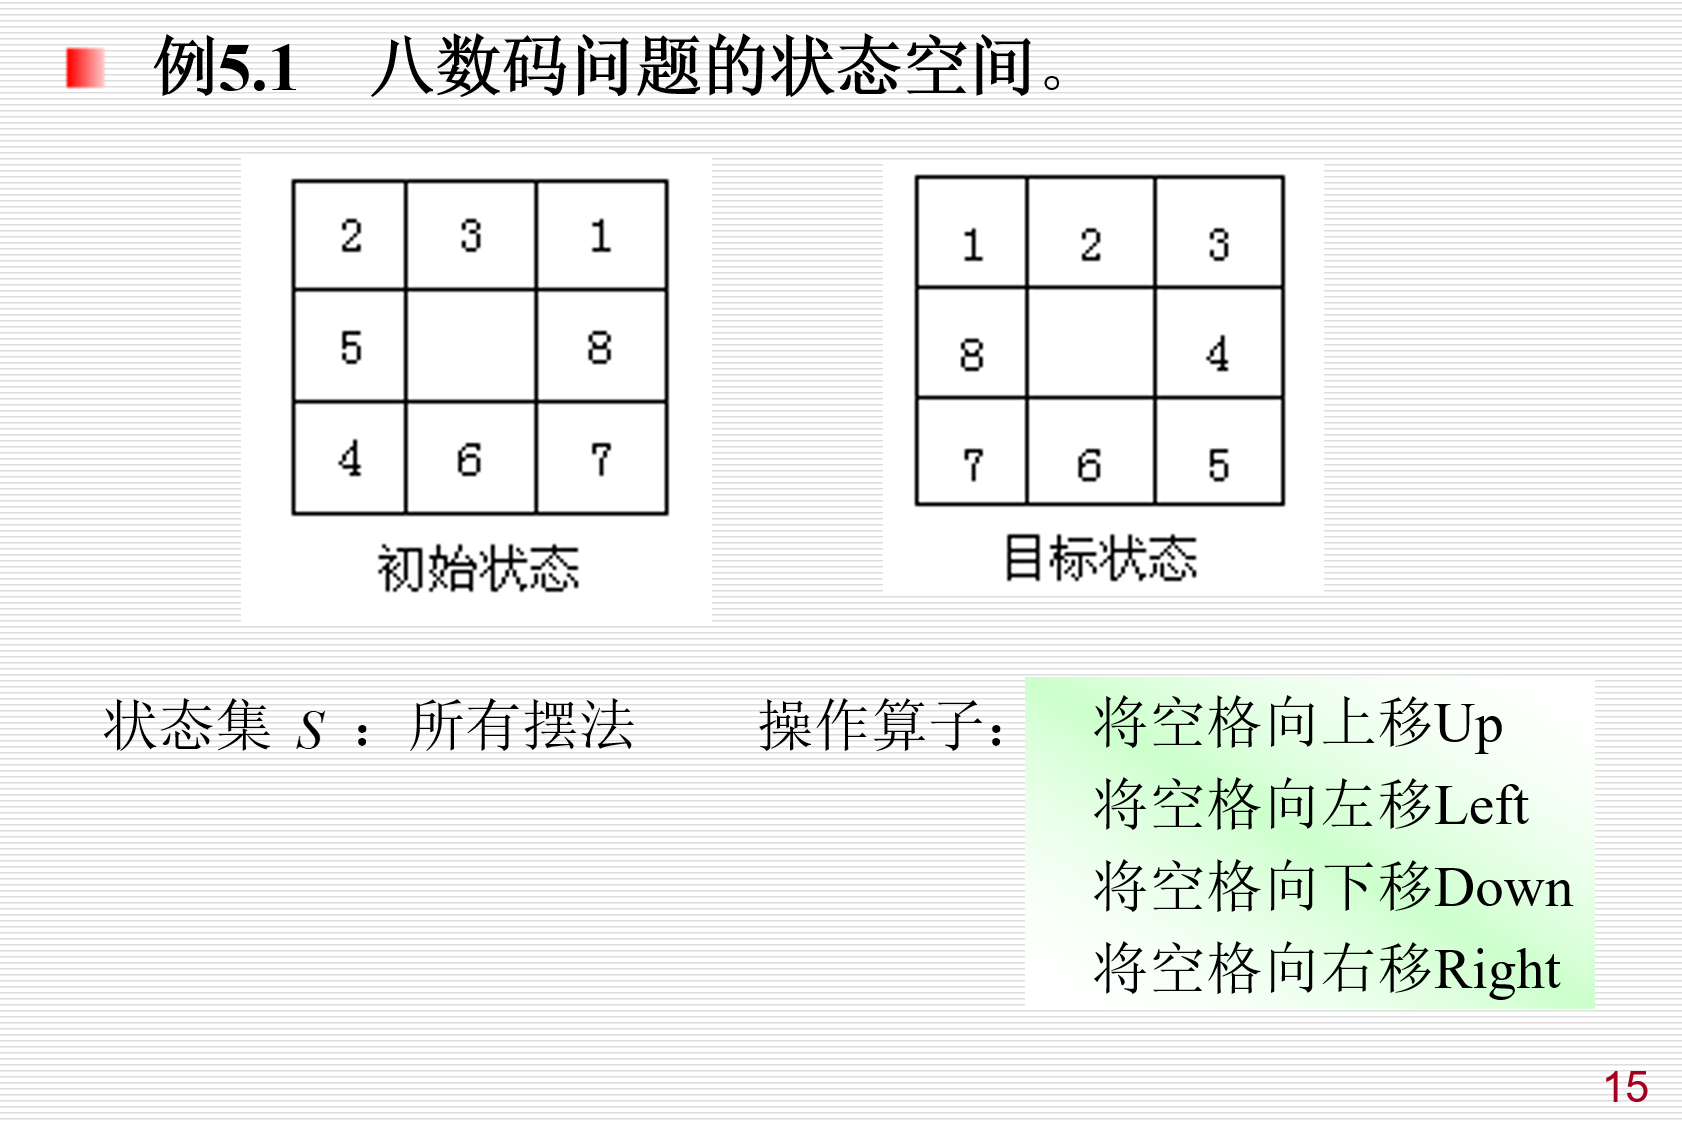 例5.1 八数码问题的状态空间。
2 3 1
5 8
4 6 7
初始状态
1 2 3
8 4
7 6 5
目标状态
状态集 S ：所有摆法 操作算子： 将空格向上移Up
将空格向左移Left
将空格向下移Down
将空格向右移Right
15